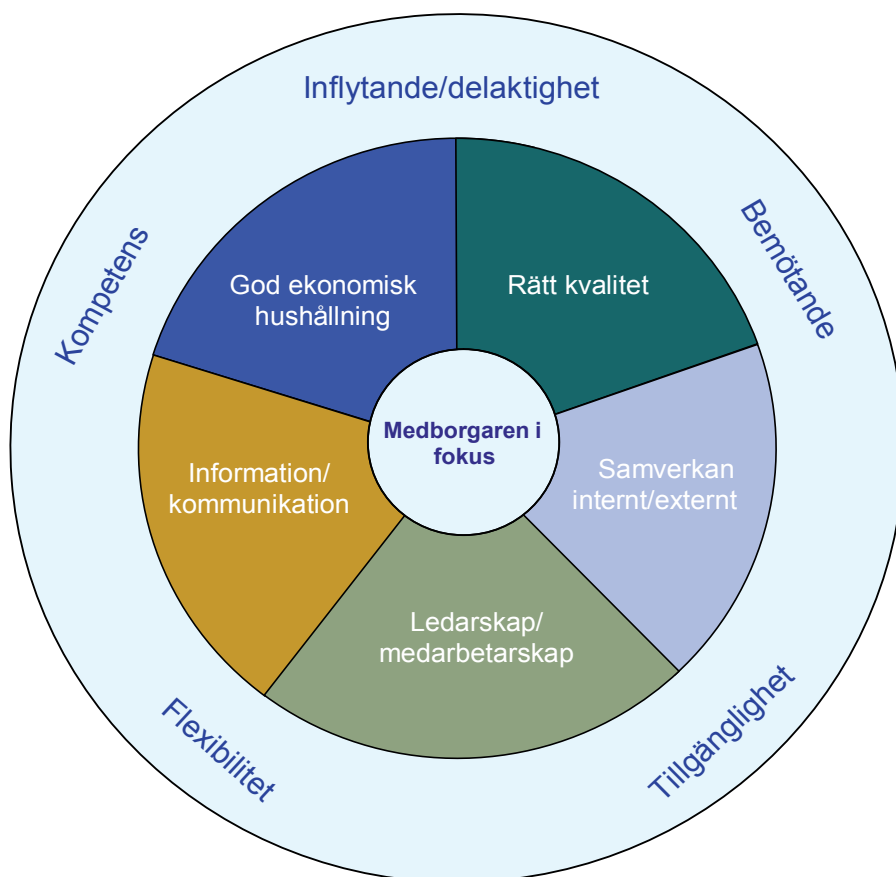 Inflytande/delaktighet
Kompetens
Bemötande
God ekonomisk
hushållning
Rätt kvalitet
Medborgaren i
fokus
Information/
kommunikation
Samverkan
internt/externt
Ledarskap/
medarbetarskap
Flexibilitet
Tillgänglighet